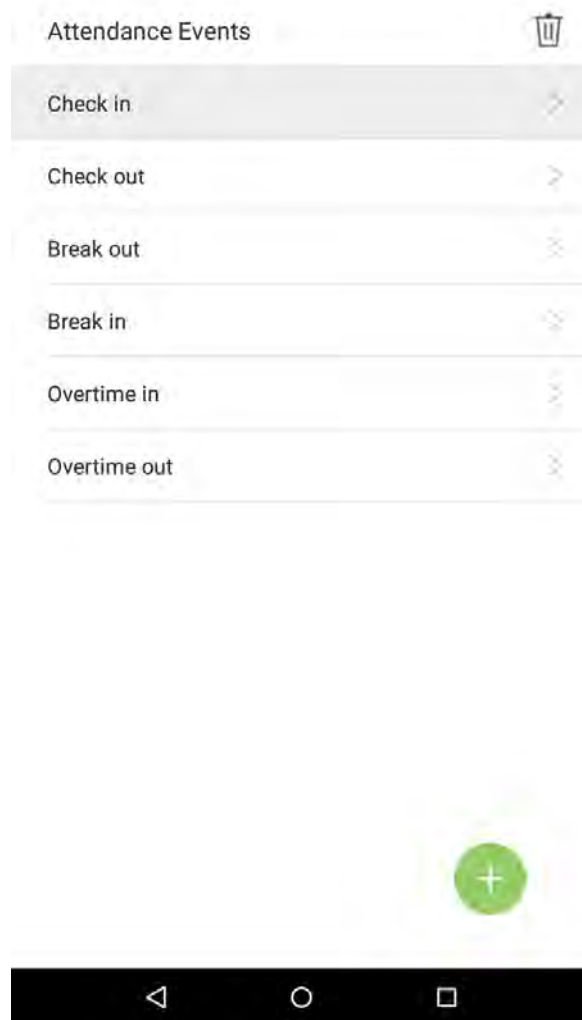 Attendance Events
Check in
Check out
Break out
Break in
Overtime in
Overtime out